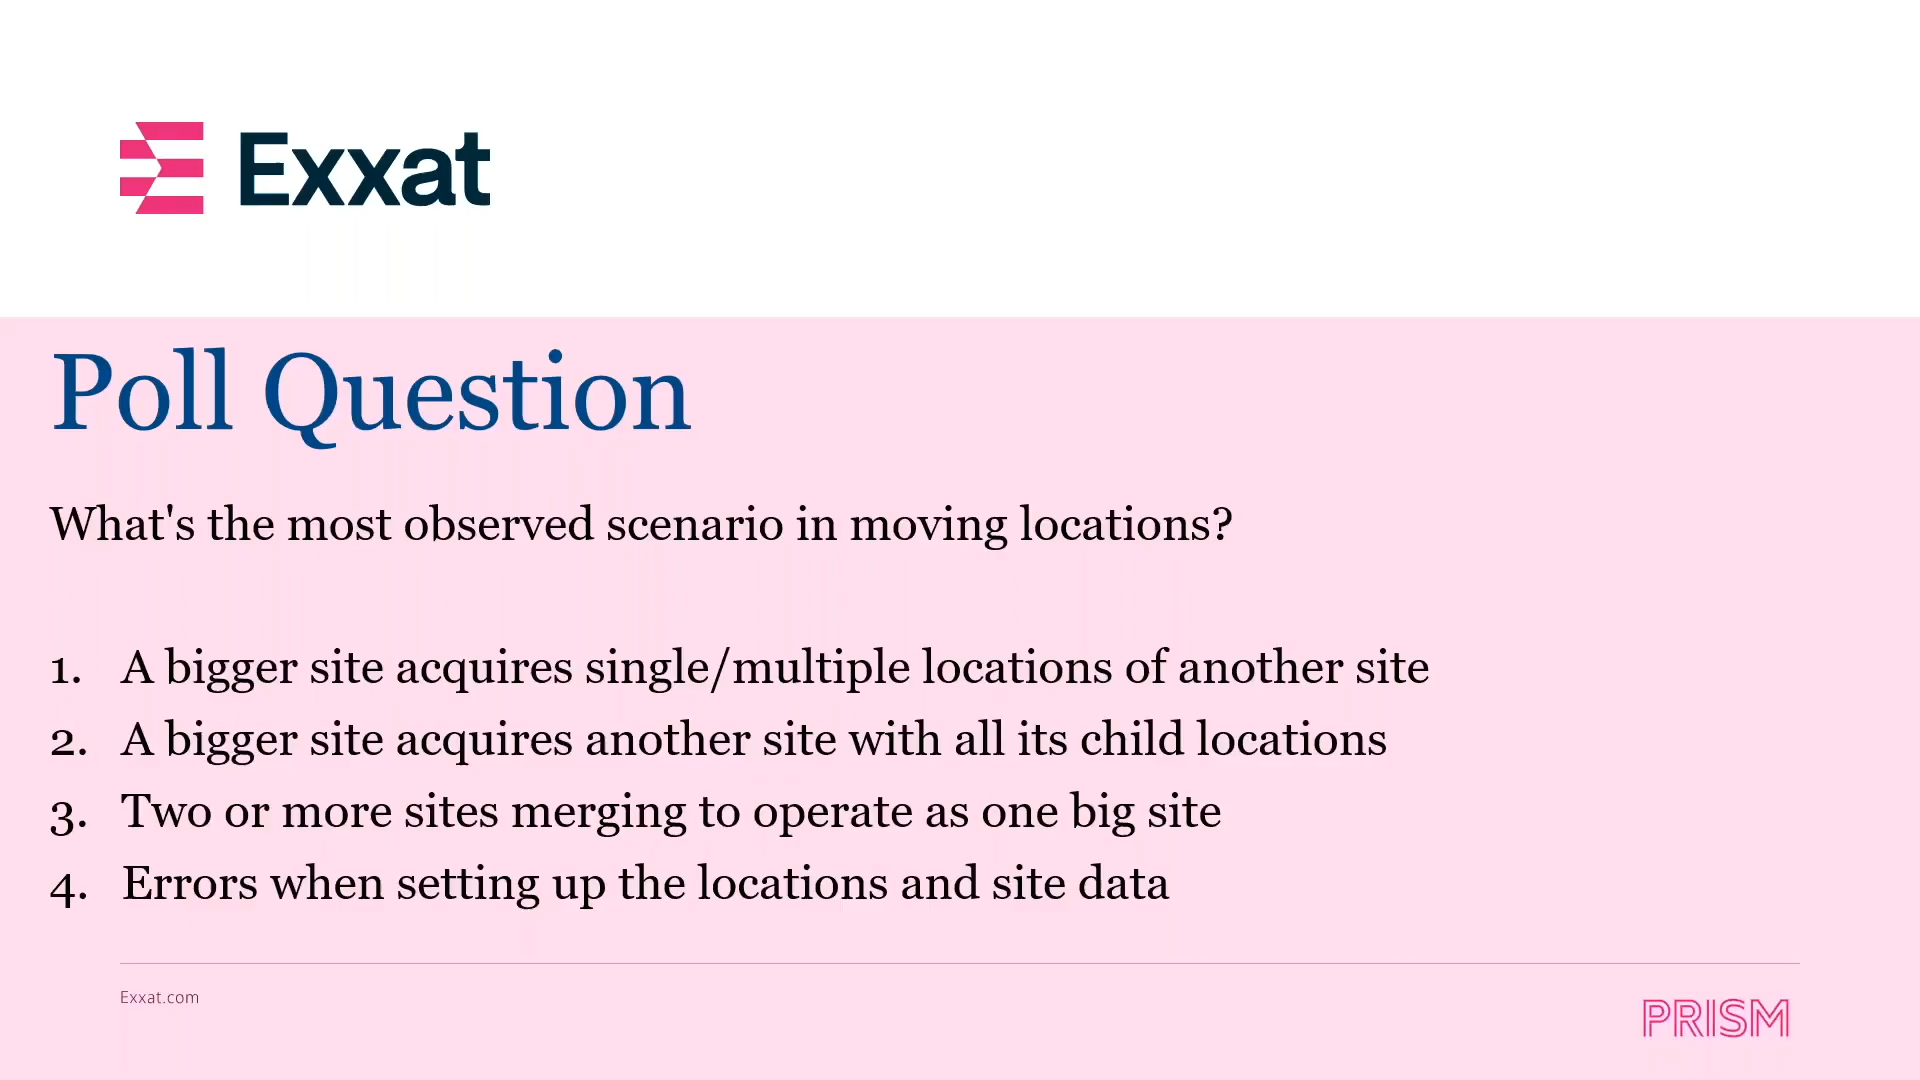 Exxat
Poll Question
What's the most observed scenario in moving locations?
1. A bigger site acquires single/multiple locations of another site
2. A bigger site acquires another site with all its child locations
3. Two or more sites merging to operate as one big site
4. Errors when setting up the locations and site data
Exxat.com
PRISM